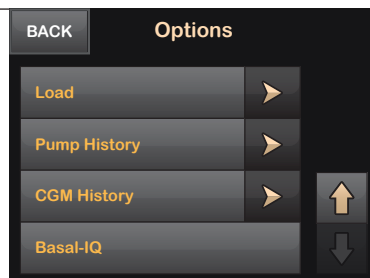 BACK
Options
Load
Pump History
CGM History
Basal-IQ